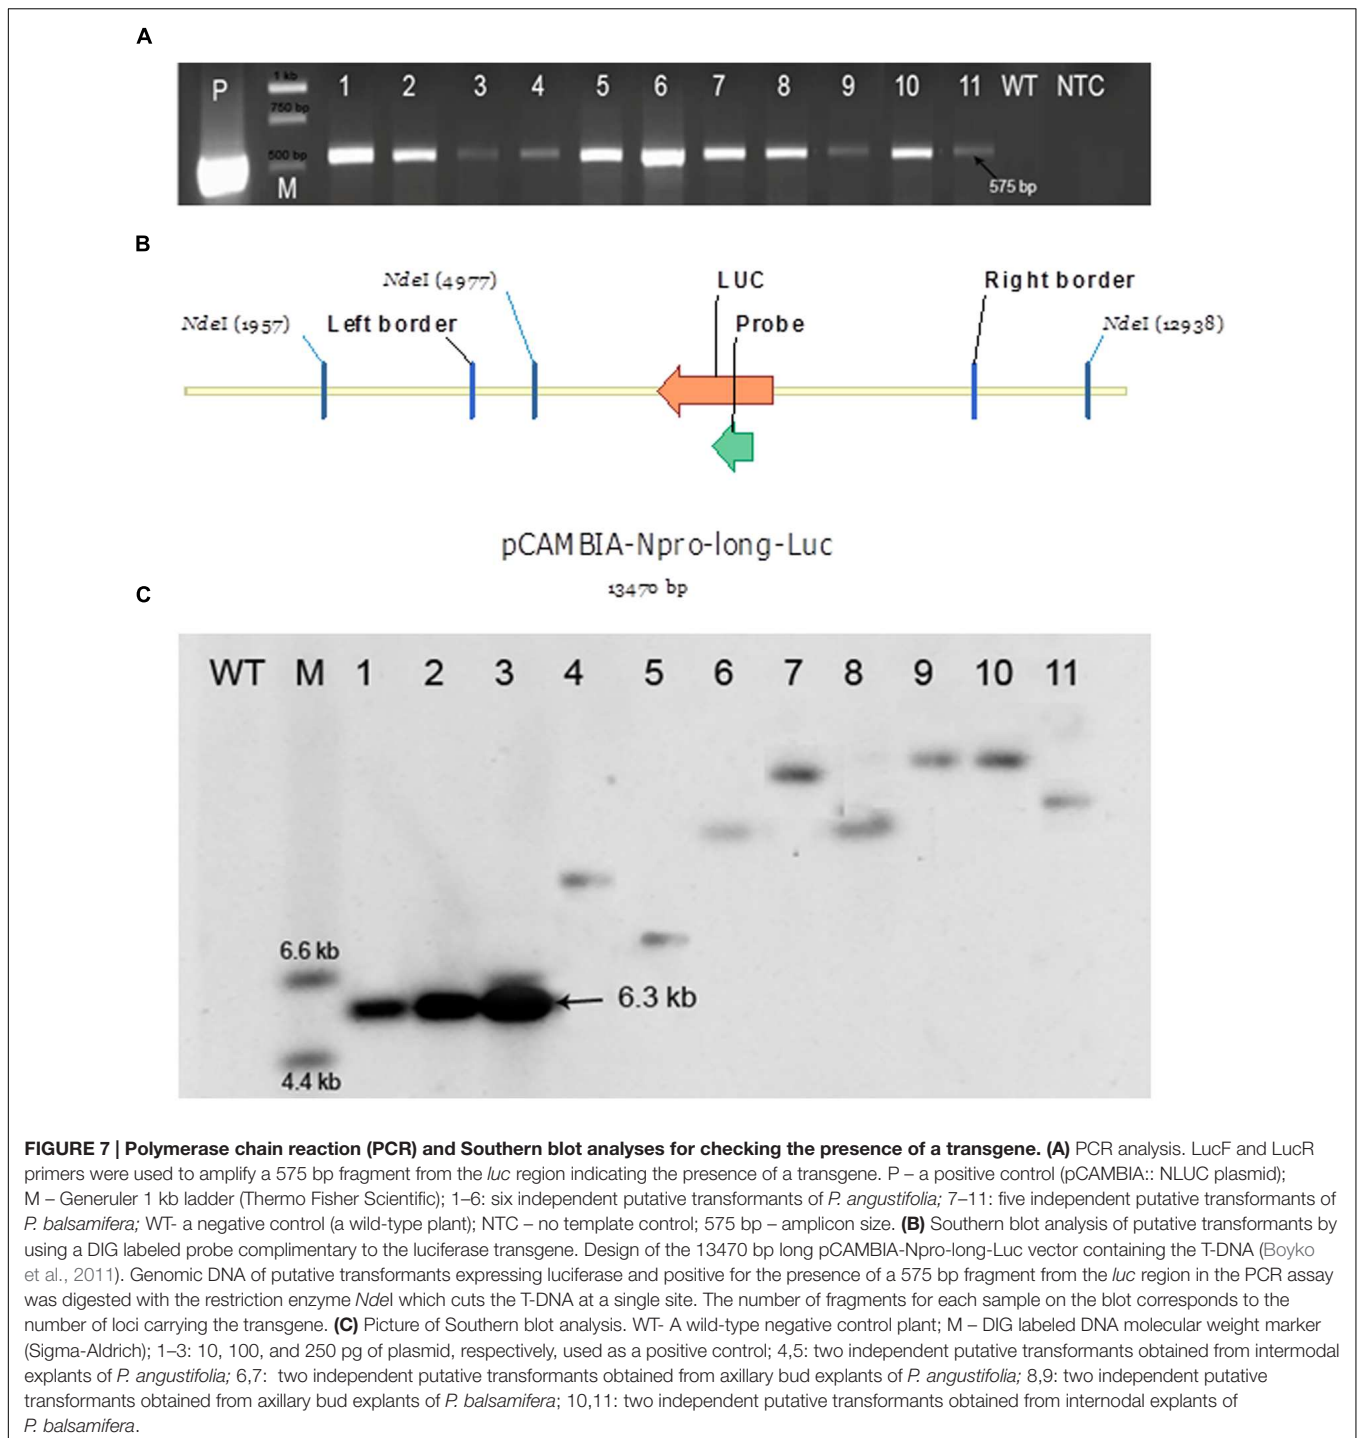 A
P
1 kb
750 bp
500 bp
M
1 2 3 4 5 6 7 8 9 10 11 WT NTC
575 bp
B
NdeI (1957)
Left border
NdeI (4977)
LUC
Probe
Right border
NdeI (12938)
pCAMBIA-Npro-long-Luc
13470 bp
C
WT M 1 2 3 4 5 6 7 8 9 10 11
6.6 kb
6.3 kb
4.4 kb
FIGURE 7 | Polymerase chain reaction (PCR) and Southern blot analyses for checking the presence of a transgene. (A) PCR analysis. LucF and LucR
primers were used to amplify a 575 bp fragment from the luc region indicating the presence of a transgene. P – a positive control (pCAMBIA:: NLUC plasmid);
M – Generuler 1 kb ladder (Thermo Fisher Scientific); 1–6: six independent putative transformants of P. angustifolia; 7–11: five independent putative transformants of
P. balsamifera; WT- a negative control (a wild-type plant); NTC – no template control; 575 bp – amplicon size. (B) Southern blot analysis of putative transformants by
using a DIG labeled probe complimentary to the luciferase transgene. Design of the 13470 bp long pCAMBIA-Npro-long-Luc vector containing the T-DNA (Boyko
et al., 2011). Genomic DNA of putative transformants expressing luciferase and positive for the presence of a 575 bp fragment from the luc region in the PCR assay
was digested with the restriction enzyme NdeI which cuts the T-DNA at a single site. The number of fragments for each sample on the blot corresponds to the
number of loci carrying the transgene. (C) Picture of Southern blot analysis. WT- A wild-type negative control plant; M – DIG labeled DNA molecular weight marker
(Sigma-Aldrich); 1–3: 10, 100, and 250 pg of plasmid, respectively, used as a positive control; 4,5: two independent putative transformants obtained from intermodal
explants of P. angustifolia; 6,7: two independent putative transformants obtained from axillary bud explants of P. angustifolia; 8,9: two independent putative
transformants obtained from axillary bud explants of P. balsamifera; 10,11: two independent putative transformants obtained from internodal explants of
P. balsamifera.